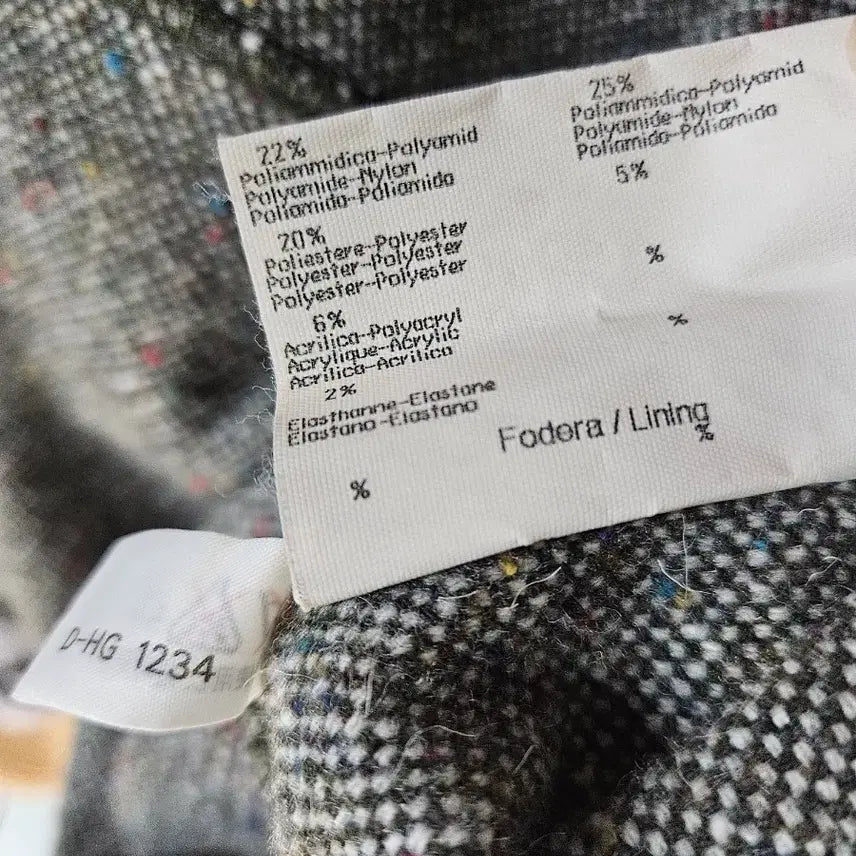 22%
Poliammidica-Polyamid
Polyamide-Nylon
Poliamida-Poliamida
20%
Poliestere-Polyester
Polyester-Polyester
Polyester-Polyester
6%
Acrilica-Polyacryl
Acrylique-Acrylic
Acrilica-Acrilica
2%
Elasthanne-Elastane
Elastano-Elastano
%
25%
Poliammidica-Polyamid
Polyamide-Nylon
Poliamida-Poliamida
5%
%
%
Fodera / Lining
%
D-HG 1234